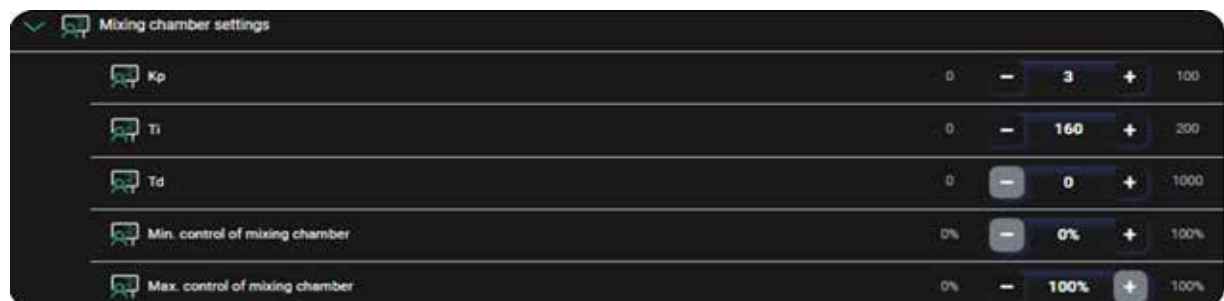 Mixing chamber settings
Kp 0 − 3 + 100
Ti 0 − 160 + 200
Td 0 − 0 + 1000
Min. control of mixing chamber 0% − 0% + 100%
Max. control of mixing chamber 0% − 100% + 100%